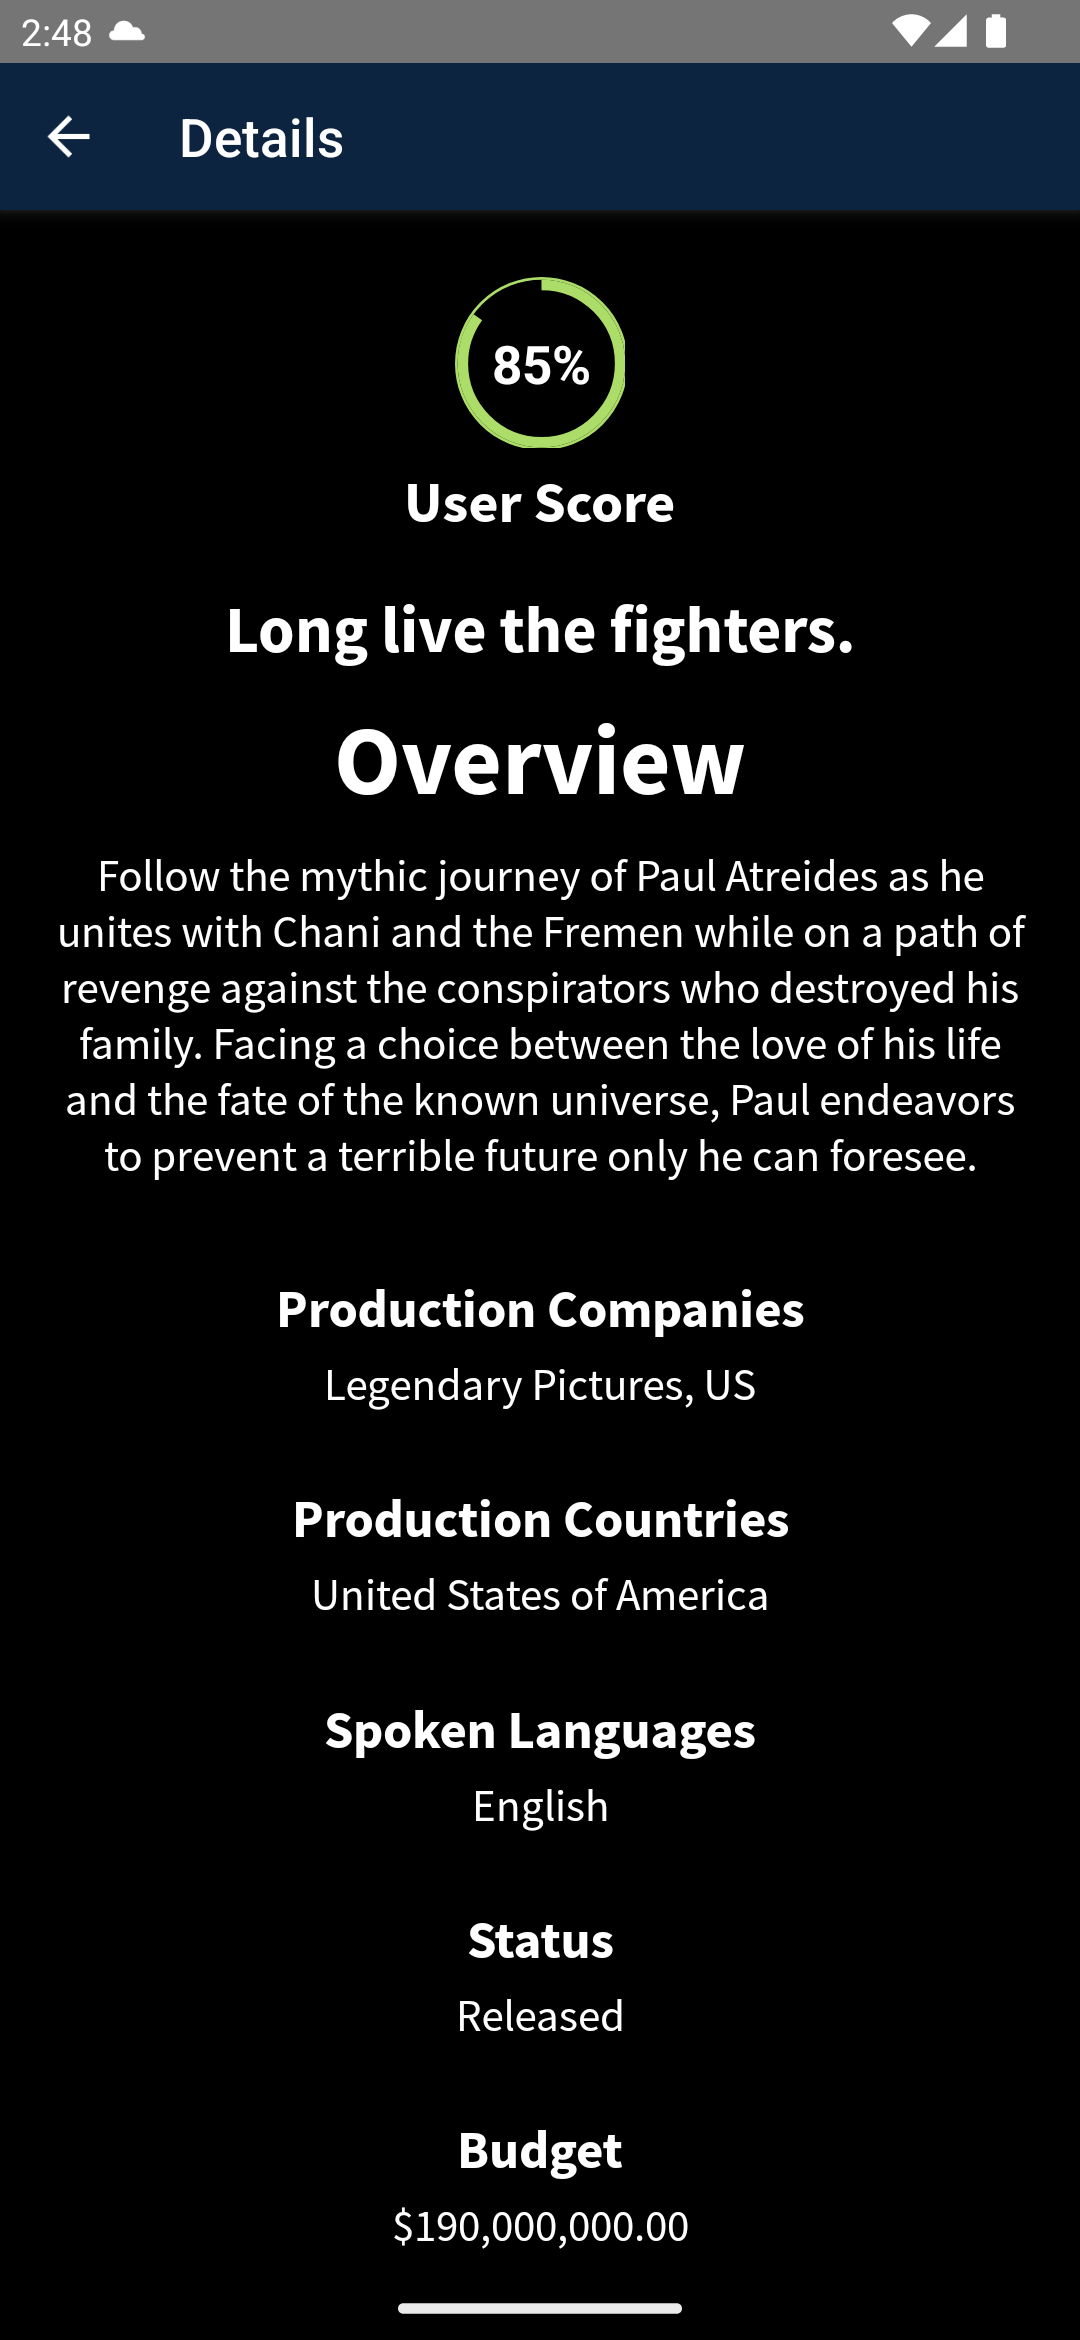 2:48
Details
85%
User Score
Long live the fighters.
Overview
Follow the mythic journey of Paul Atreides as he
unites with Chani and the Fremen while on a path of
revenge against the conspirators who destroyed his
family. Facing a choice between the love of his life
and the fate of the known universe, Paul endeavors
to prevent a terrible future only he can foresee.
Production Companies
Legendary Pictures, US
Production Countries
United States of America
Spoken Languages
English
Status
Released
Budget
$190,000,000.00